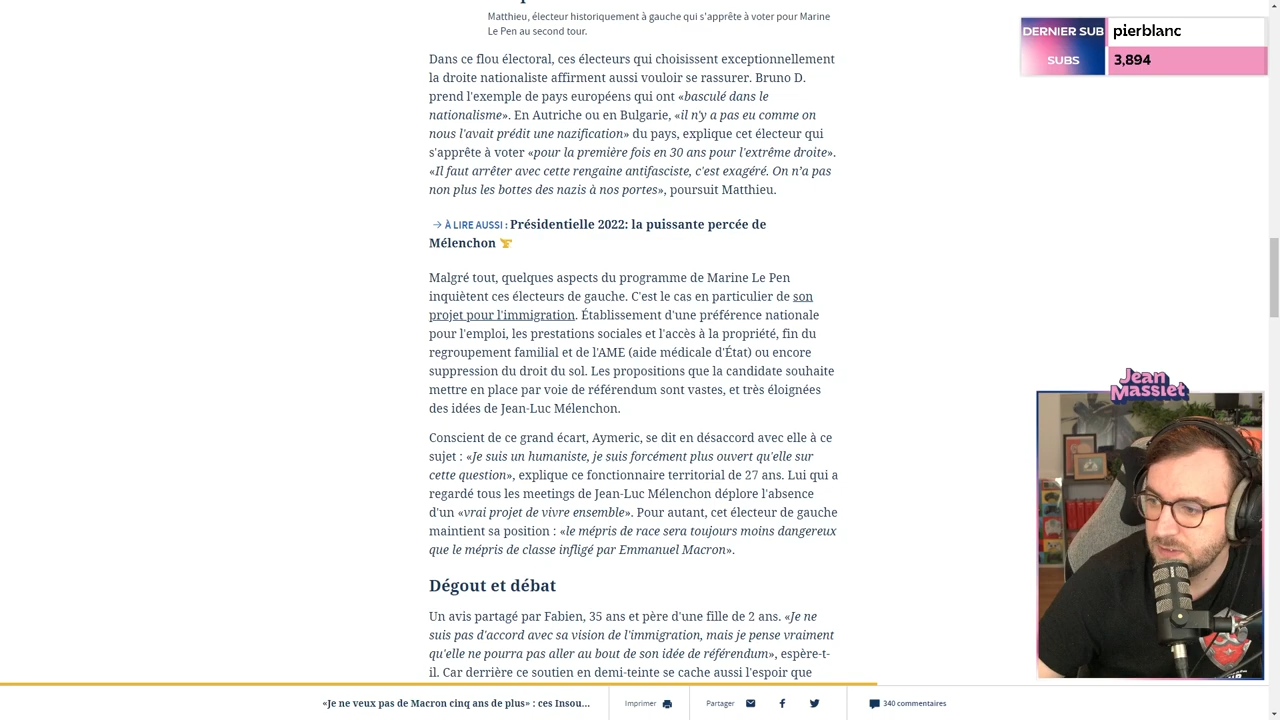 Matthieu, électeur historiquement à gauche qui s'apprête à voter pour Marine
Le Pen au second tour.
Dans ce flou électoral, ces électeurs qui choisissent exceptionnellement
la droite nationaliste affirment aussi vouloir se rassurer. Bruno D.
prend l'exemple de pays européens qui ont «basculé dans le
nationalisme». En Autriche ou en Bulgarie, «il n'y a pas eu comme on
nous l'avait prédit une nazification» du pays, explique cet électeur qui
s'apprête à voter «pour la première fois en 30 ans pour l'extrême droite».
«Il faut arrêter avec cette rengaine antifasciste, c'est exagéré. On n’a pas
non plus les bottes des nazis à nos portes», poursuit Matthieu.
→ À LIRE AUSSI : Présidentielle 2022: la puissante percée de
Mélenchon
Malgré tout, quelques aspects du programme de Marine Le Pen
inquiètent ces électeurs de gauche. C'est le cas en particulier de son
projet pour l'immigration. Établissement d'une préférence nationale
pour l'emploi, les prestations sociales et l'accès à la propriété, fin du
regroupement familial et de l'AME (aide médicale d'État) ou encore
suppression du droit du sol. Les propositions que la candidate souhaite
mettre en place par voie de référendum sont vastes, et très éloignées
des idées de Jean-Luc Mélenchon.
Conscient de ce grand écart, Aymeric, se dit en désaccord avec elle à ce
sujet : «Je suis un humaniste, je suis forcément plus ouvert qu'elle sur
cette question», explique ce fonctionnaire territorial de 27 ans. Lui qui a
regardé tous les meetings de Jean-Luc Mélenchon déplore l'absence
d'un «vrai projet de vivre ensemble». Pour autant, cet électeur de gauche
maintient sa position : «le mépris de race sera toujours moins dangereux
que le mépris de classe infligé par Emmanuel Macron».
Dégout et débat
Un avis partagé par Fabien, 35 ans et père d'une fille de 2 ans. «Je ne
suis pas d'accord avec sa vision de l'immigration, mais je pense vraiment
qu'elle ne pourra pas aller au bout de son idée de référendum», espère-t-
il. Car derrière ce soutien en demi-teinte se cache aussi l'espoir que
«Je ne veux pas de Macron cinq ans de plus» : ces Insou...
Imprimer
Partager
340 commentaires
DERNIER SUB
pierblanc
SUBS
3,894
Jean
Massiet